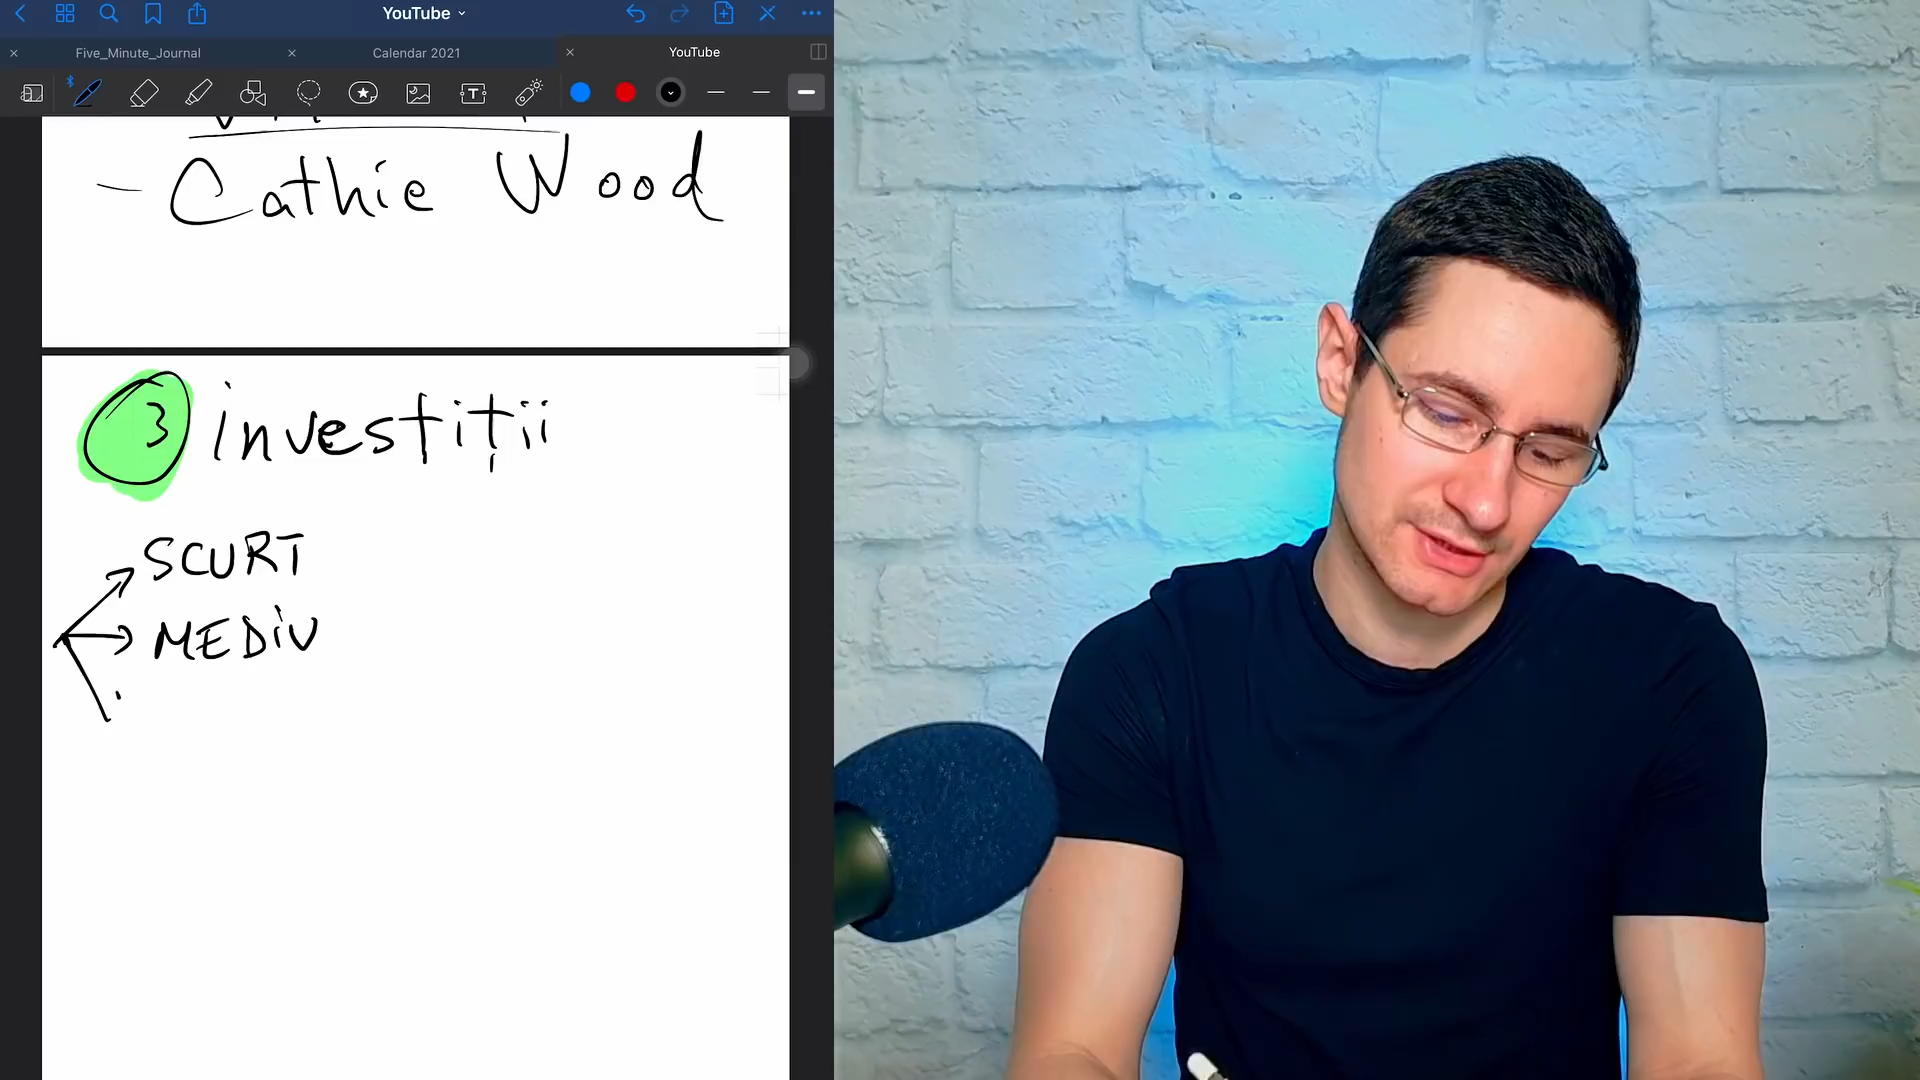 YouTube
Five_Minute_Journal
Calendar 2021
YouTube
- Cathie Wood
3 investiții
SCURT
MEDiU